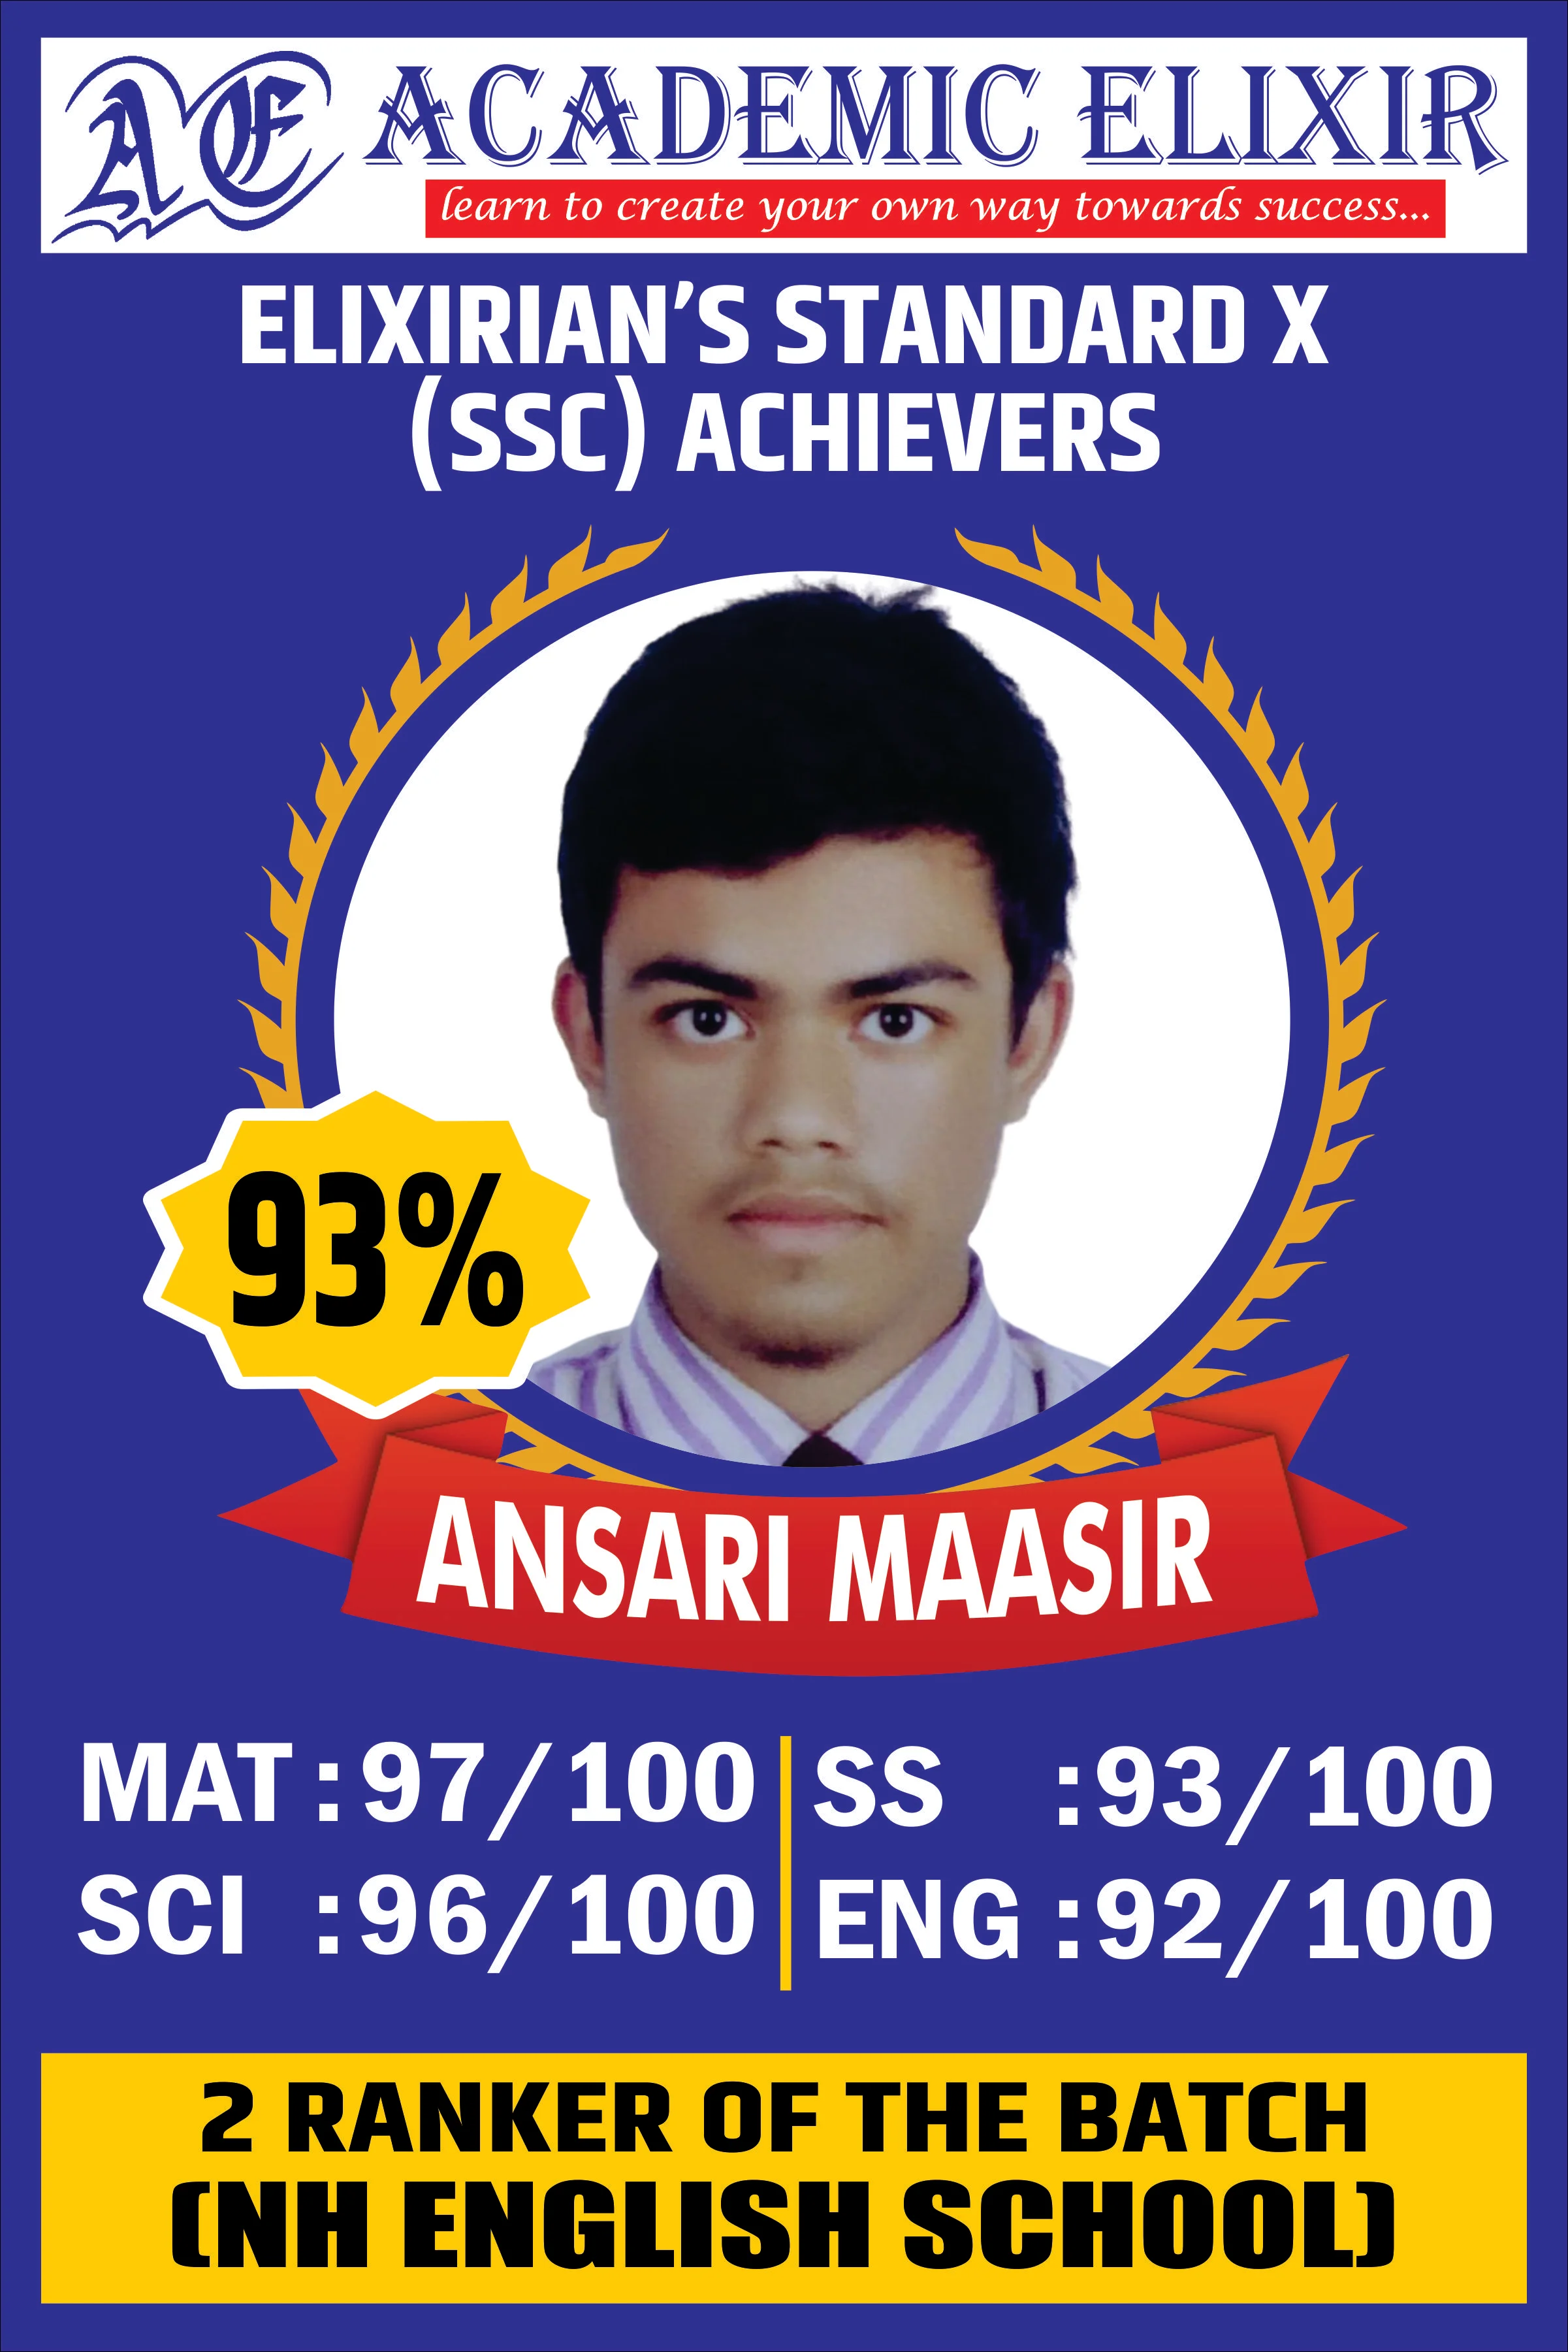 AE ACADEMIC ELIXIR
learn to create your own way towards success...
ELIXIRIAN'S STANDARD X
(SSC) ACHIEVERS
93%
ANSARI MAASIR
MAT : 97/100
SS : 93/100
SCI : 96/100
ENG : 92/100
2 RANKER OF THE BATCH
(NH ENGLISH SCHOOL)